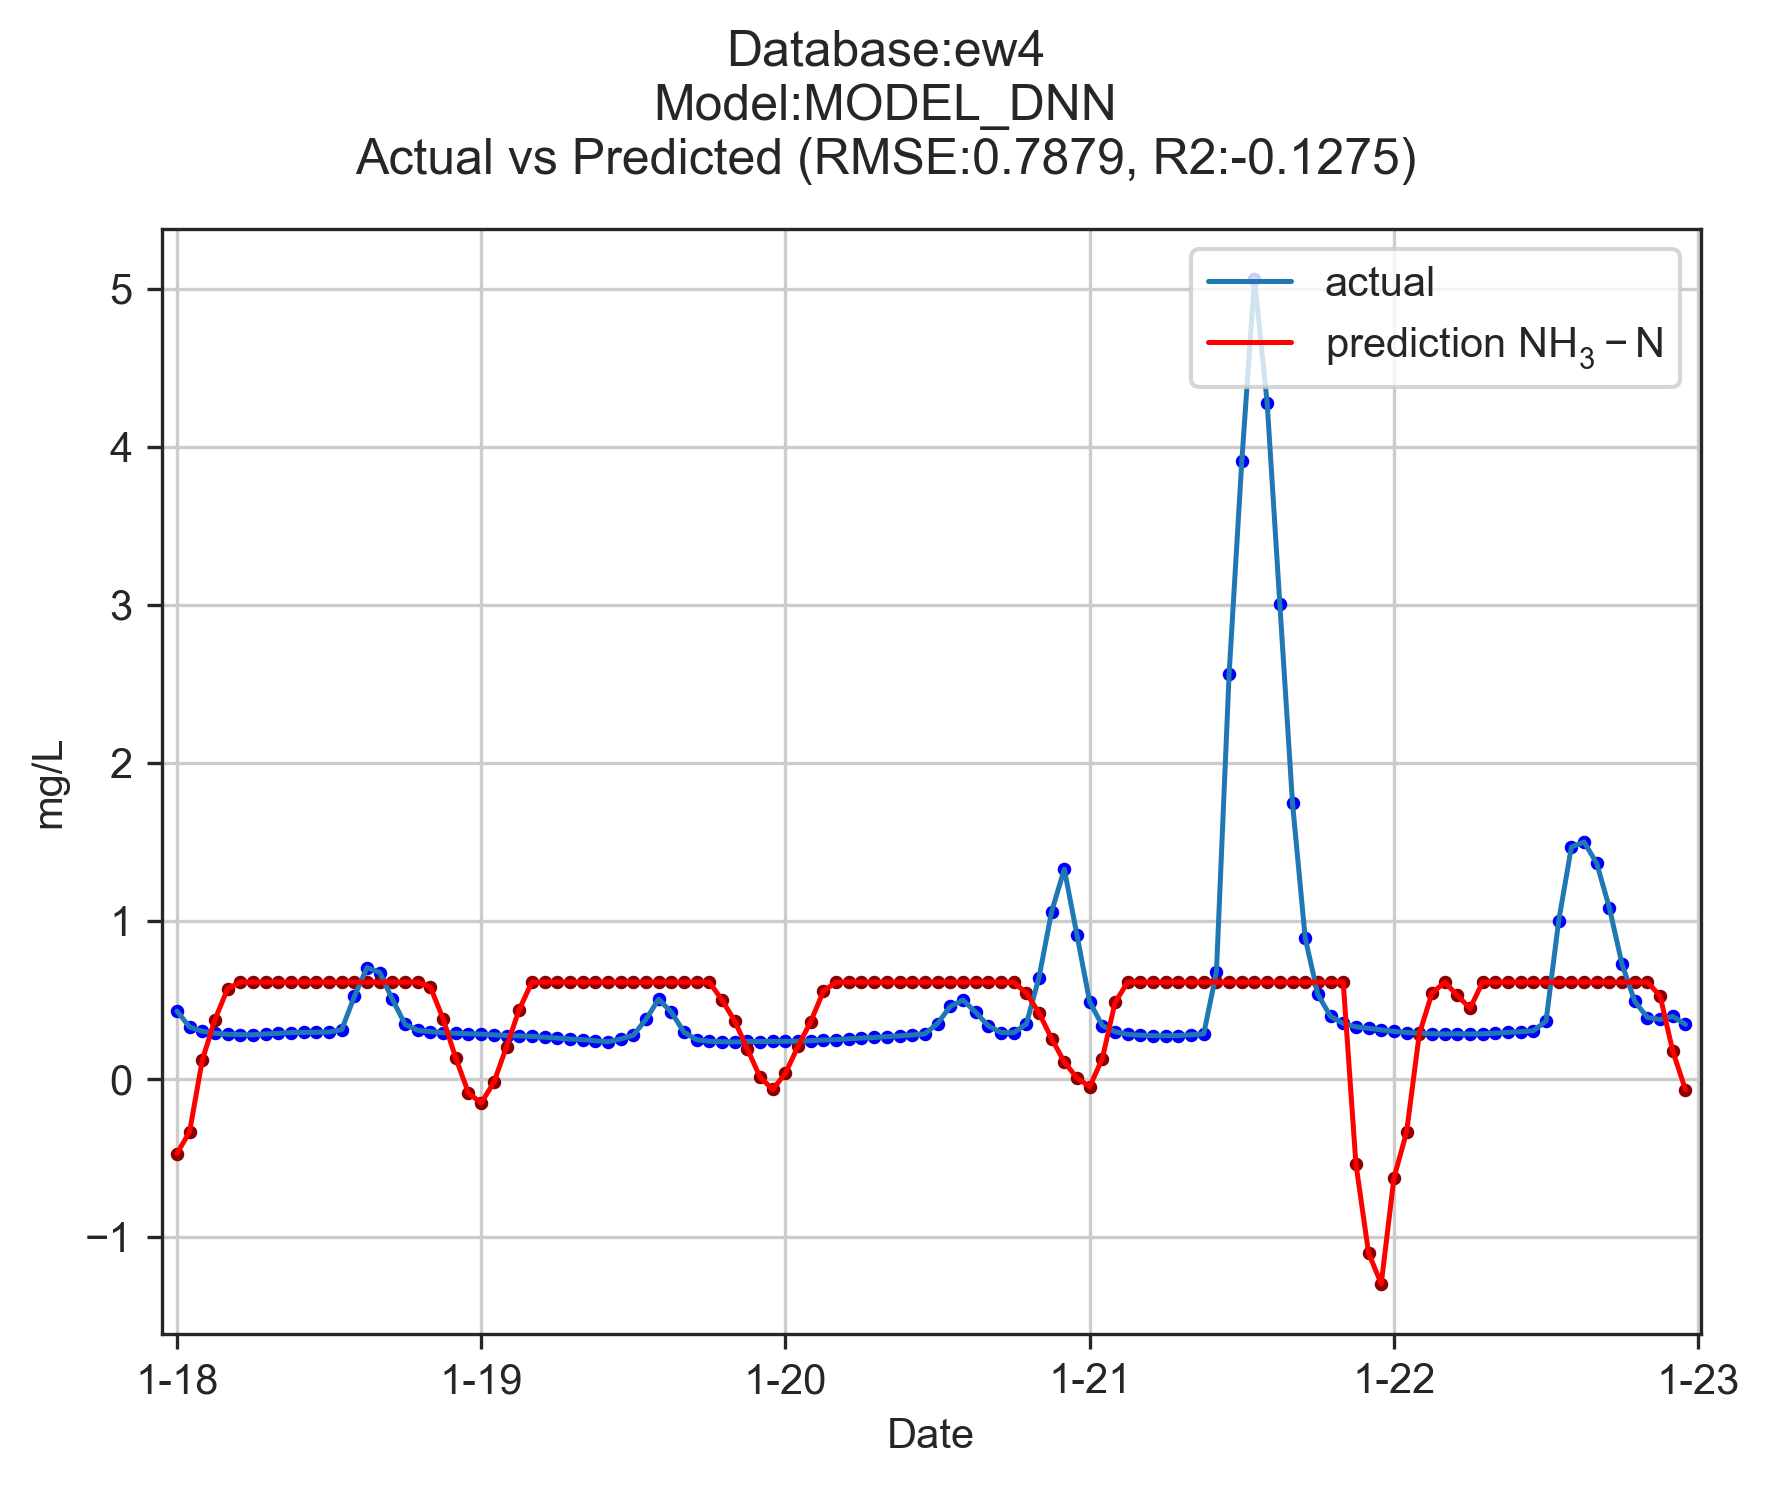 Database:ew4
Model:MODEL_DNN
Actual vs Predicted (RMSE:0.7879, R2:-0.1275)
actual
prediction NH₃ − N
5
4
3
2
1
0
−1
mg/L
1-18 1-19 1-20 1-21 1-22 1-23
Date